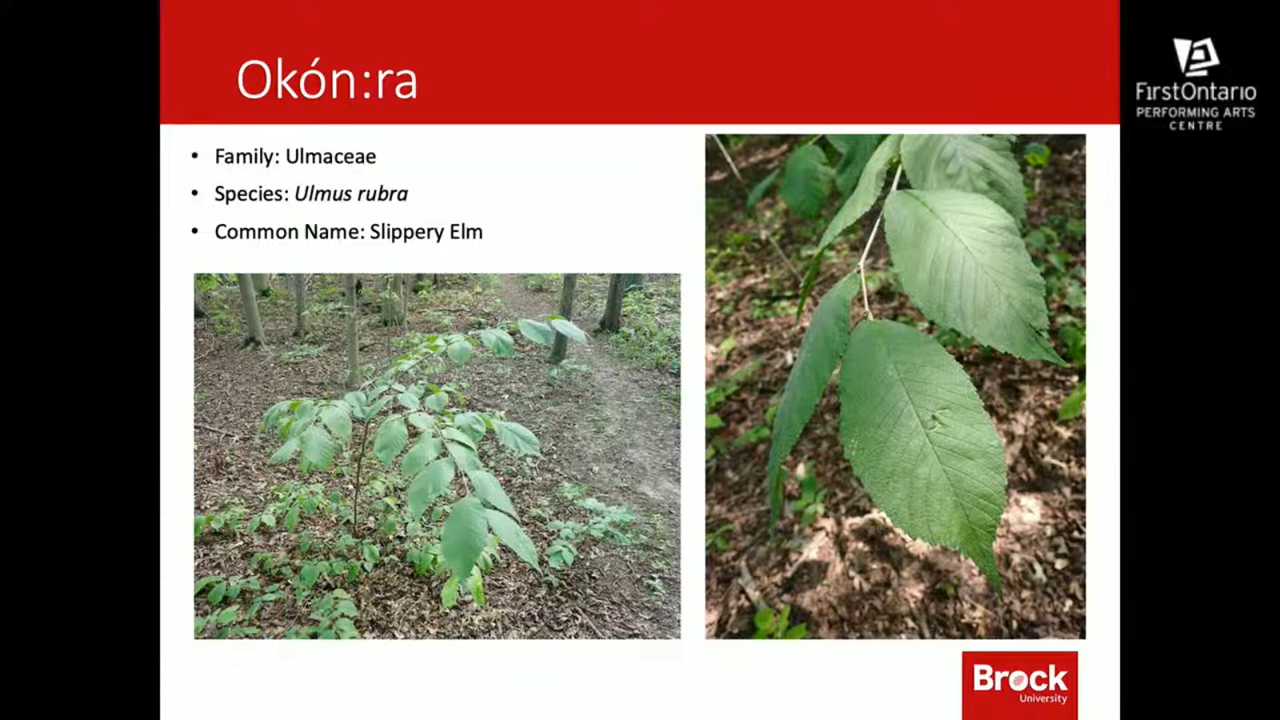 Okón:ra
• Family: Ulmaceae
• Species: Ulmus rubra
• Common Name: Slippery Elm
FirstOntario
PERFORMING ARTS
CENTRE
Brock
University